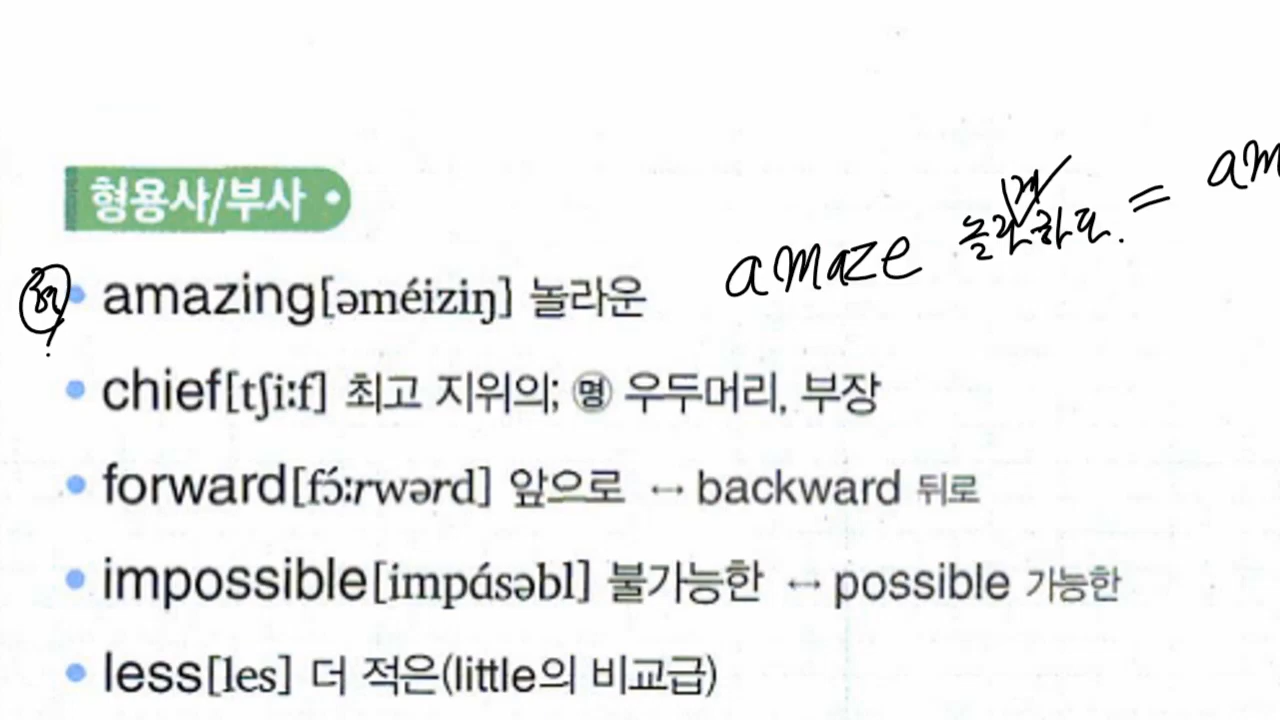 형용사/부사
amaze 놀라게하다. = am
형 amazing[əméiziŋ] 놀라운
chief[tʃiːf] 최고 지위의; 명 우두머리, 부장
forward[fɔ́ːrwərd] 앞으로 ↔ backward 뒤로
impossible[impɑ́səbl] 불가능한 ↔ possible 가능한
less[les] 더 적은(little의 비교급)